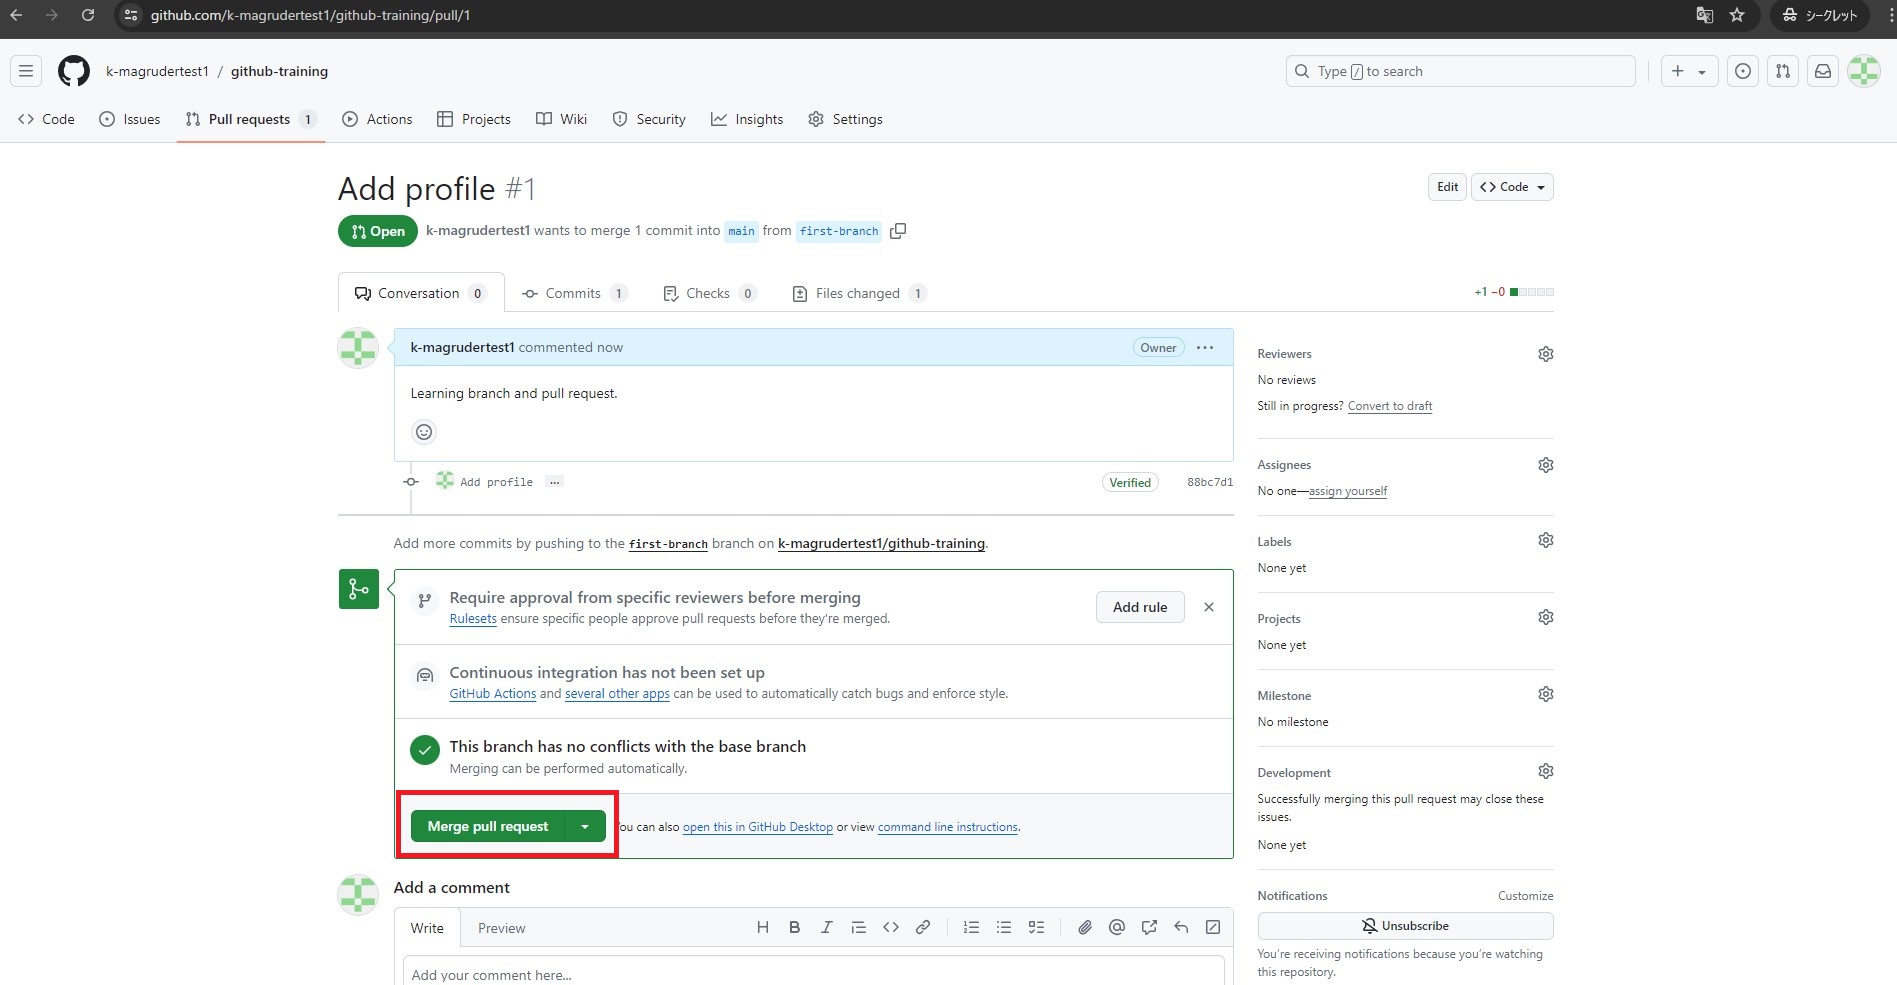 github.com/k-magrudertest1/github-training/pull/1
シークレット
k-magrudertest1 / github-training
Type / to search
Code Issues Pull requests 1 Actions Projects Wiki Security Insights Settings
Add profile #1
Edit
Code
Open
k-magrudertest1 wants to merge 1 commit into main from first-branch
Conversation 0
Commits 1
Checks 0
Files changed 1
+1 −0
k-magrudertest1 commented now
Owner
Learning branch and pull request.
Add profile ...
Verified
88bc7d1
Add more commits by pushing to the first-branch branch on k-magrudertest1/github-training.
Require approval from specific reviewers before merging
Rulesets ensure specific people approve pull requests before they're merged.
Add rule
Continuous integration has not been set up
GitHub Actions and several other apps can be used to automatically catch bugs and enforce style.
This branch has no conflicts with the base branch
Merging can be performed automatically.
Merge pull request
ou can also open this in GitHub Desktop or view command line instructions.
Add a comment
Write
Preview
Add your comment here...
Reviewers
No reviews
Still in progress? Convert to draft
Assignees
No one—assign yourself
Labels
None yet
Projects
None yet
Milestone
No milestone
Development
Successfully merging this pull request may close these
issues.
None yet
Notifications
Customize
Unsubscribe
You're receiving notifications because you're watching
this repository.